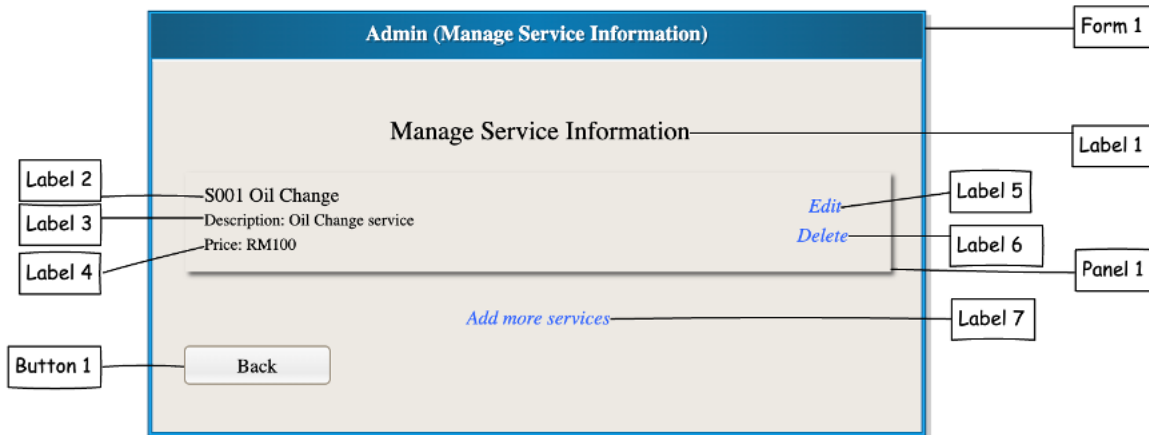 Admin (Manage Service Information)
Form 1
Manage Service Information
Label 1
Label 2
S001 Oil Change
Label 5
Edit
Label 3
Description: Oil Change service
Delete
Label 6
Label 4
Price: RM100
Panel 1
Add more services
Label 7
Button 1
Back